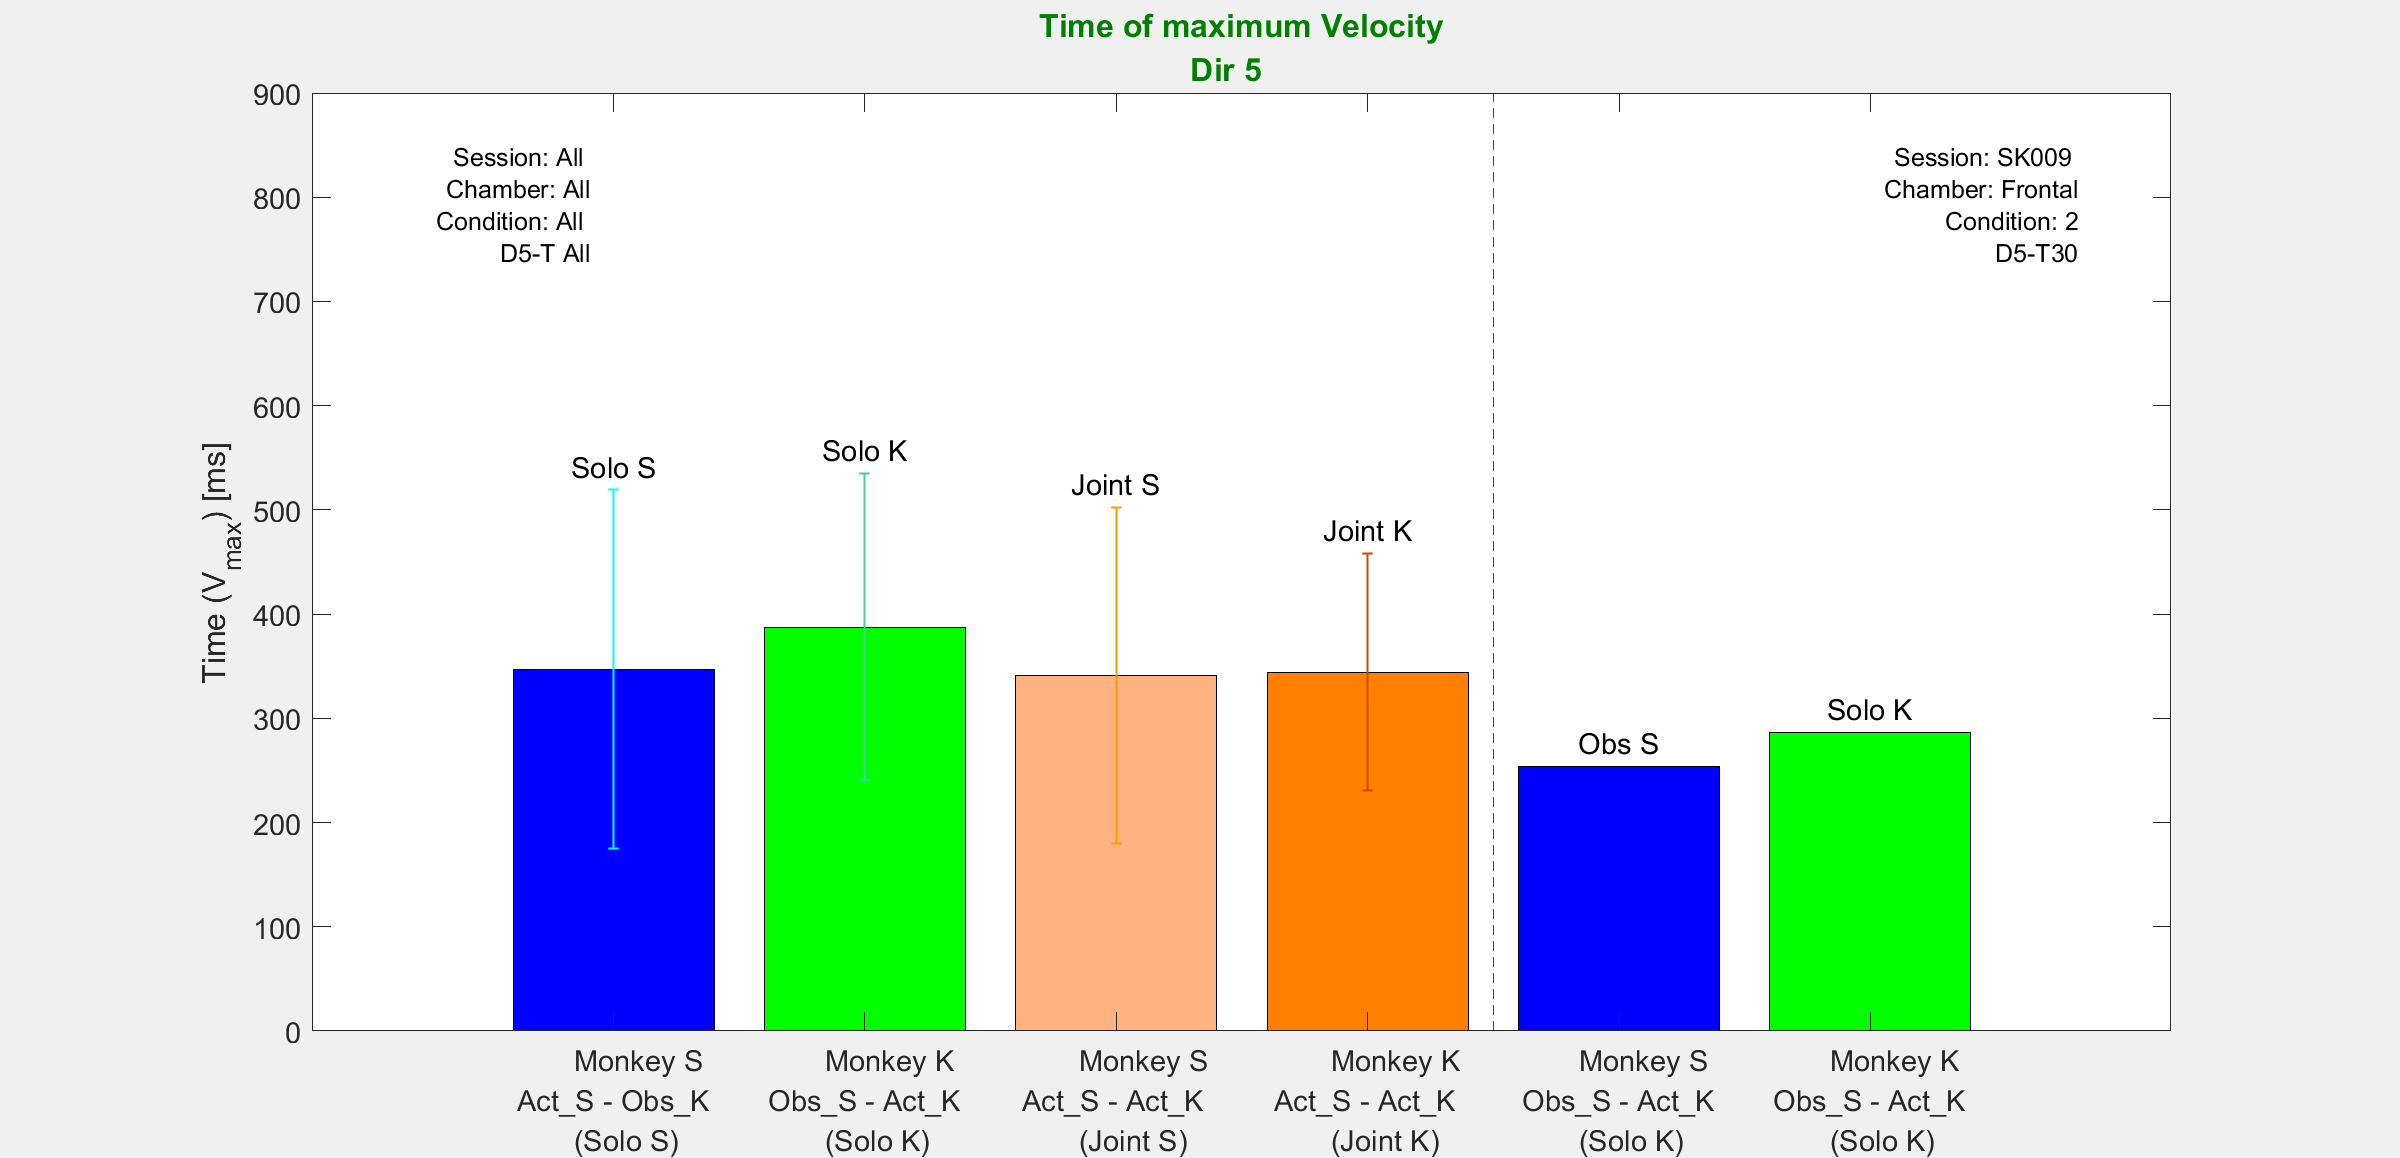 Time of maximum Velocity
Dir 5
900
800
700
600
500
400
300
200
100
0
Time (Vmax) [ms]
Session: All
Chamber: All
Condition: All
D5-T All
Session: SK009
Chamber: Frontal
Condition: 2
D5-T30
Solo S
Solo K
Joint S
Joint K
Obs S
Solo K
Monkey S
Act_S - Obs_K
(Solo S)
Monkey K
Obs_S - Act_K
(Solo K)
Monkey S
Act_S - Act_K
(Joint S)
Monkey K
Act_S - Act_K
(Joint K)
Monkey S
Obs_S - Act_K
(Solo K)
Monkey K
Obs_S - Act_K
(Solo K)